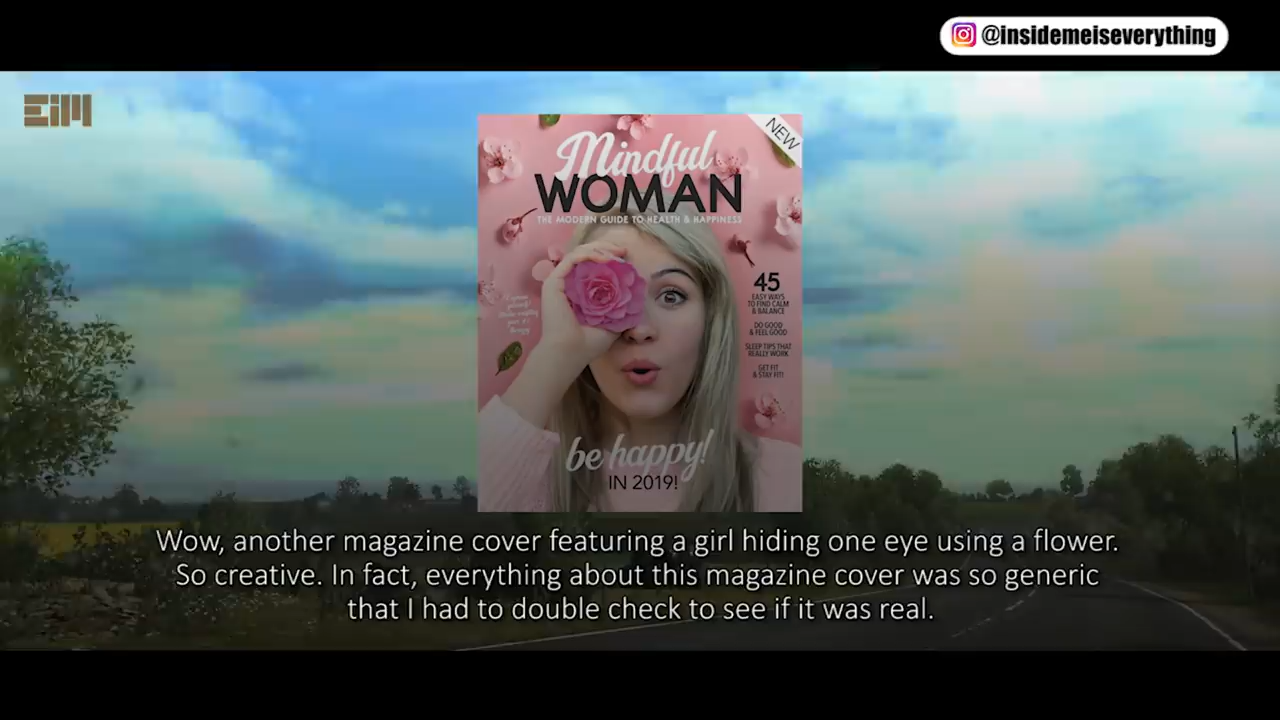 @insidemeiseverything
EiM
NEW
Mindful
WOMAN
THE MODERN GUIDE TO HEALTH & HAPPINESS
45
EASY WAYS
TO FIND CALM
& BALANCE
DO GOOD
& FEEL GOOD
SLEEP TIPS THAT
REALLY WORK
GET FIT
& STAY FIT!
be happy!
IN 2019!
Wow, another magazine cover featuring a girl hiding one eye using a flower.
So creative. In fact, everything about this magazine cover was so generic
that I had to double check to see if it was real.